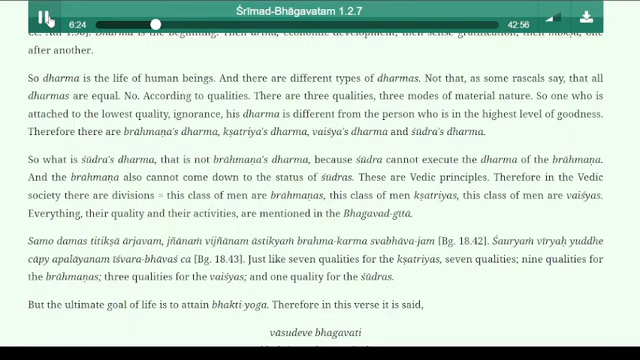 Śrīmad-Bhāgavatam 1.2.7
6:24
42:56
Cc. Ādi 1.90]. Dharma is the beginning. Then artha, economic development, then sense gratification, then mokṣa, one
after another.
So dharma is the life of human beings. And there are different types of dharmas. Not that, as some rascals say, that all
dharmas are equal. No. According to qualities. There are three qualities, three modes of material nature. So one who is
attached to the lowest quality, ignorance, his dharma is different from the person who is in the highest level of goodness.
Therefore there are brāhmaṇa's dharma, kṣatriya's dharma, vaiśya's dharma and śūdra's dharma.
So what is śūdra's dharma, that is not brāhmaṇa's dharma, because śūdra cannot execute the dharma of the brāhmaṇa.
And the brāhmaṇa also cannot come down to the status of śūdras. These are Vedic principles. Therefore in the Vedic
society there are divisions = this class of men are brāhmaṇas, this class of men kṣatriyas, this class of men are vaiśyas.
Everything, their quality and their activities, are mentioned in the Bhagavad-gītā.
Samo damas titikṣa ārjavam, jñānaṁ vijñānam āstikyaṁ brahma-karma svabhāva-jam [Bg. 18.42]. Śauryaṁ vīryaḥ yuddhe
cāpy apalāyanam īśvara-bhāvaś ca [Bg. 18.43]. Just like seven qualities for the kṣatriyas, seven qualities; nine qualities for
the brāhmaṇas; three qualities for the vaiśyas; and one quality for the śūdras.
But the ultimate goal of life is to attain bhakti-yoga. Therefore in this verse it is said,
vāsudeve bhagavati